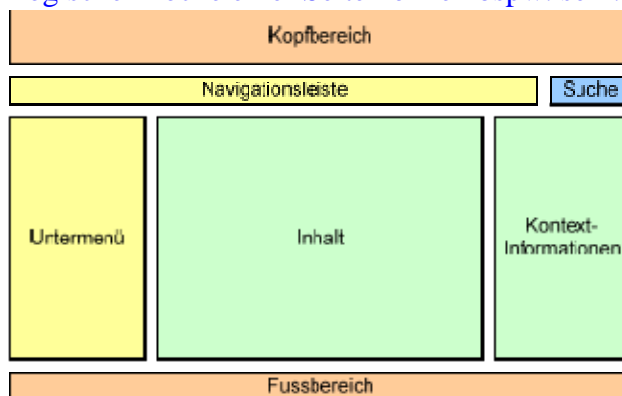 Kopfbereich
Navigationsleiste
Suche
Untermenü
Inhalt
Kontext-
Informationen
Fussbereich